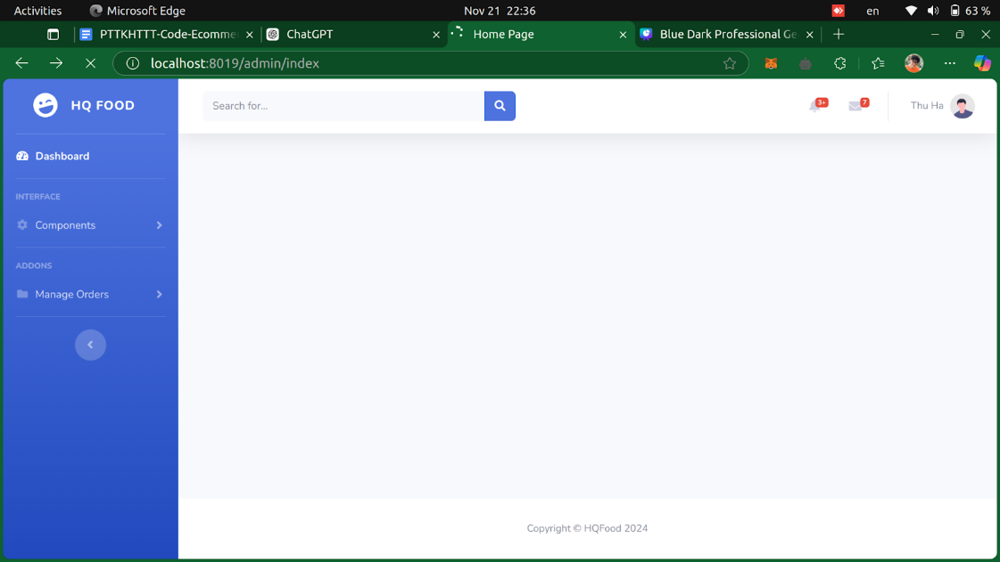 Activities Microsoft Edge Nov 21 22:36 en 63 %
PTTKHTTT-Code-Ecomme ChatGPT Home Page Blue Dark Professional Ge
localhost:8019/admin/index
HQ FOOD Search for... 3+ 7 Thu Ha
Dashboard
INTERFACE
Components
ADDONS
Manage Orders
Copyright © HQFood 2024